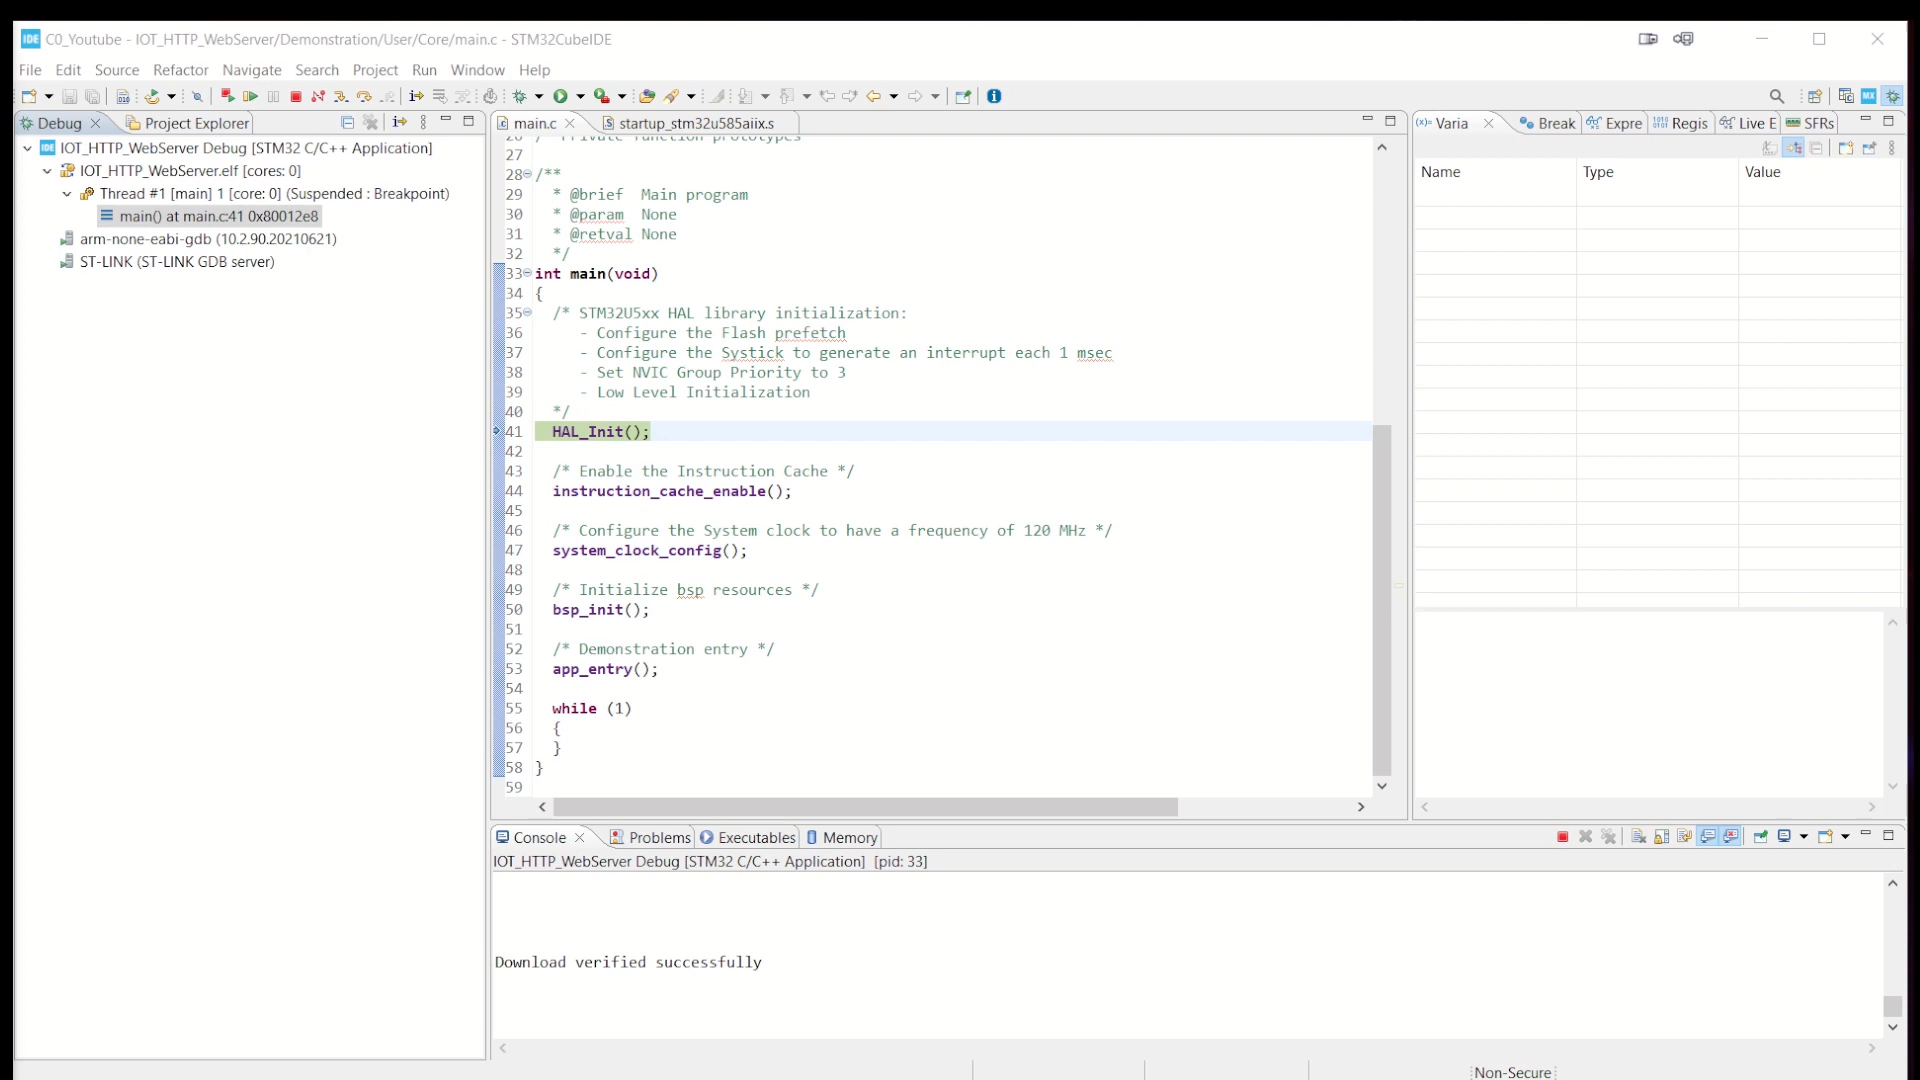 IDE C0_Youtube - IOT_HTTP_WebServer/Demonstration/User/Core/main.c - STM32CubeIDE
File Edit Source Refactor Navigate Search Project Run Window Help
Debug Project Explorer
IOT_HTTP_WebServer Debug [STM32 C/C++ Application]
IOT_HTTP_WebServer.elf [cores: 0]
Thread #1 [main] 1 [core: 0] (Suspended : Breakpoint)
main() at main.c:41 0x80012e8
arm-none-eabi-gdb (10.2.90.20210621)
ST-LINK (ST-LINK GDB server)
main.c startup_stm32u585aiix.s
26 /* Private function prototypes
27
28 /**
29 * @brief Main program
30 * @param None
31 * @retval None
32 */
33 int main(void)
34 {
35 /* STM32U5xx HAL library initialization:
36 - Configure the Flash prefetch
37 - Configure the Systick to generate an interrupt each 1 msec
38 - Set NVIC Group Priority to 3
39 - Low Level Initialization
40 */
41 HAL_Init();
42
43 /* Enable the Instruction Cache */
44 instruction_cache_enable();
45
46 /* Configure the System clock to have a frequency of 120 MHz */
47 system_clock_config();
48
49 /* Initialize bsp resources */
50 bsp_init();
51
52 /* Demonstration entry */
53 app_entry();
54
55 while (1)
56 {
57 }
58 }
59
MX
(x)= Varia Break Expre Regis Live E SFRs
Name Type Value
Console Problems Executables Memory
IOT_HTTP_WebServer Debug [STM32 C/C++ Application] [pid: 33]
Download verified successfully
Non-Secure